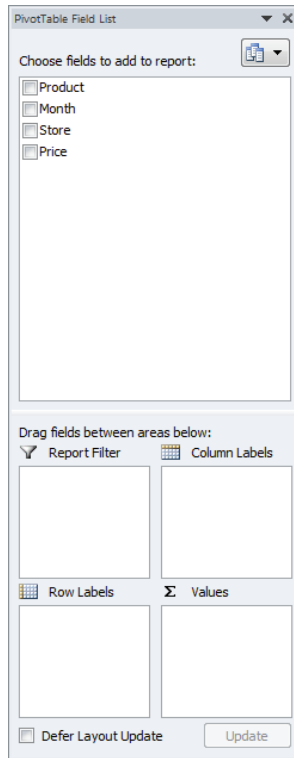 PivotTable Field List
Choose fields to add to report:
Product
Month
Store
Price
Drag fields between areas below:
Report Filter Column Labels
Row Labels Σ Values
Defer Layout Update Update